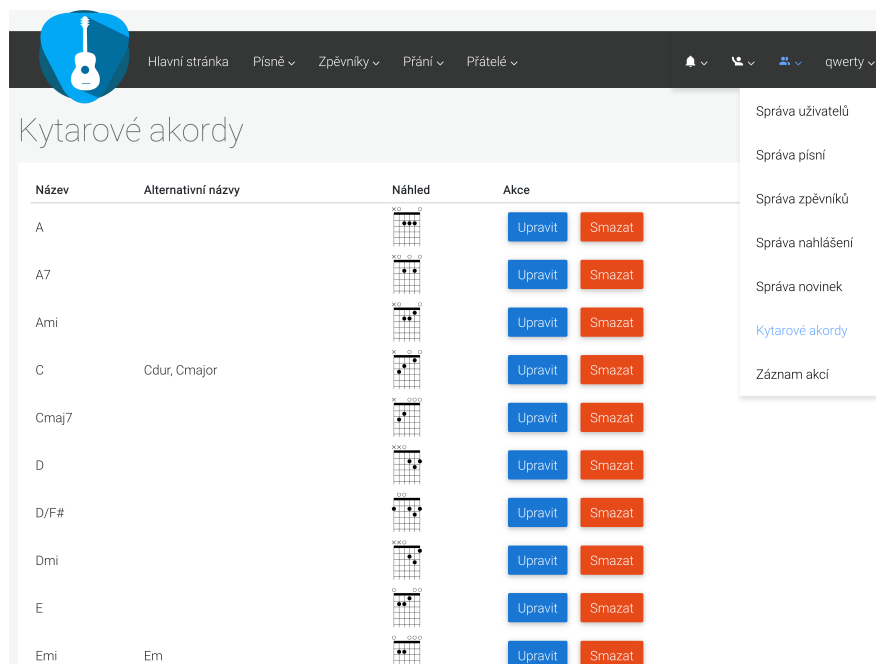 Hlavní stránka Písně Zpěvníky Přání Přátelé qwerty
Správa uživatelů
Správa písní
Správa zpěvníků
Správa nahlášení
Správa novinek
Kytarové akordy
Záznam akcí
Kytarové akordy
Název Alternativní názvy Náhled Akce
A Upravit Smazat
A7 Upravit Smazat
Ami Upravit Smazat
C Cdur, Cmajor Upravit Smazat
Cmaj7 Upravit Smazat
D Upravit Smazat
D/F# Upravit Smazat
Dmi Upravit Smazat
E Upravit Smazat
Emi Em Upravit Smazat